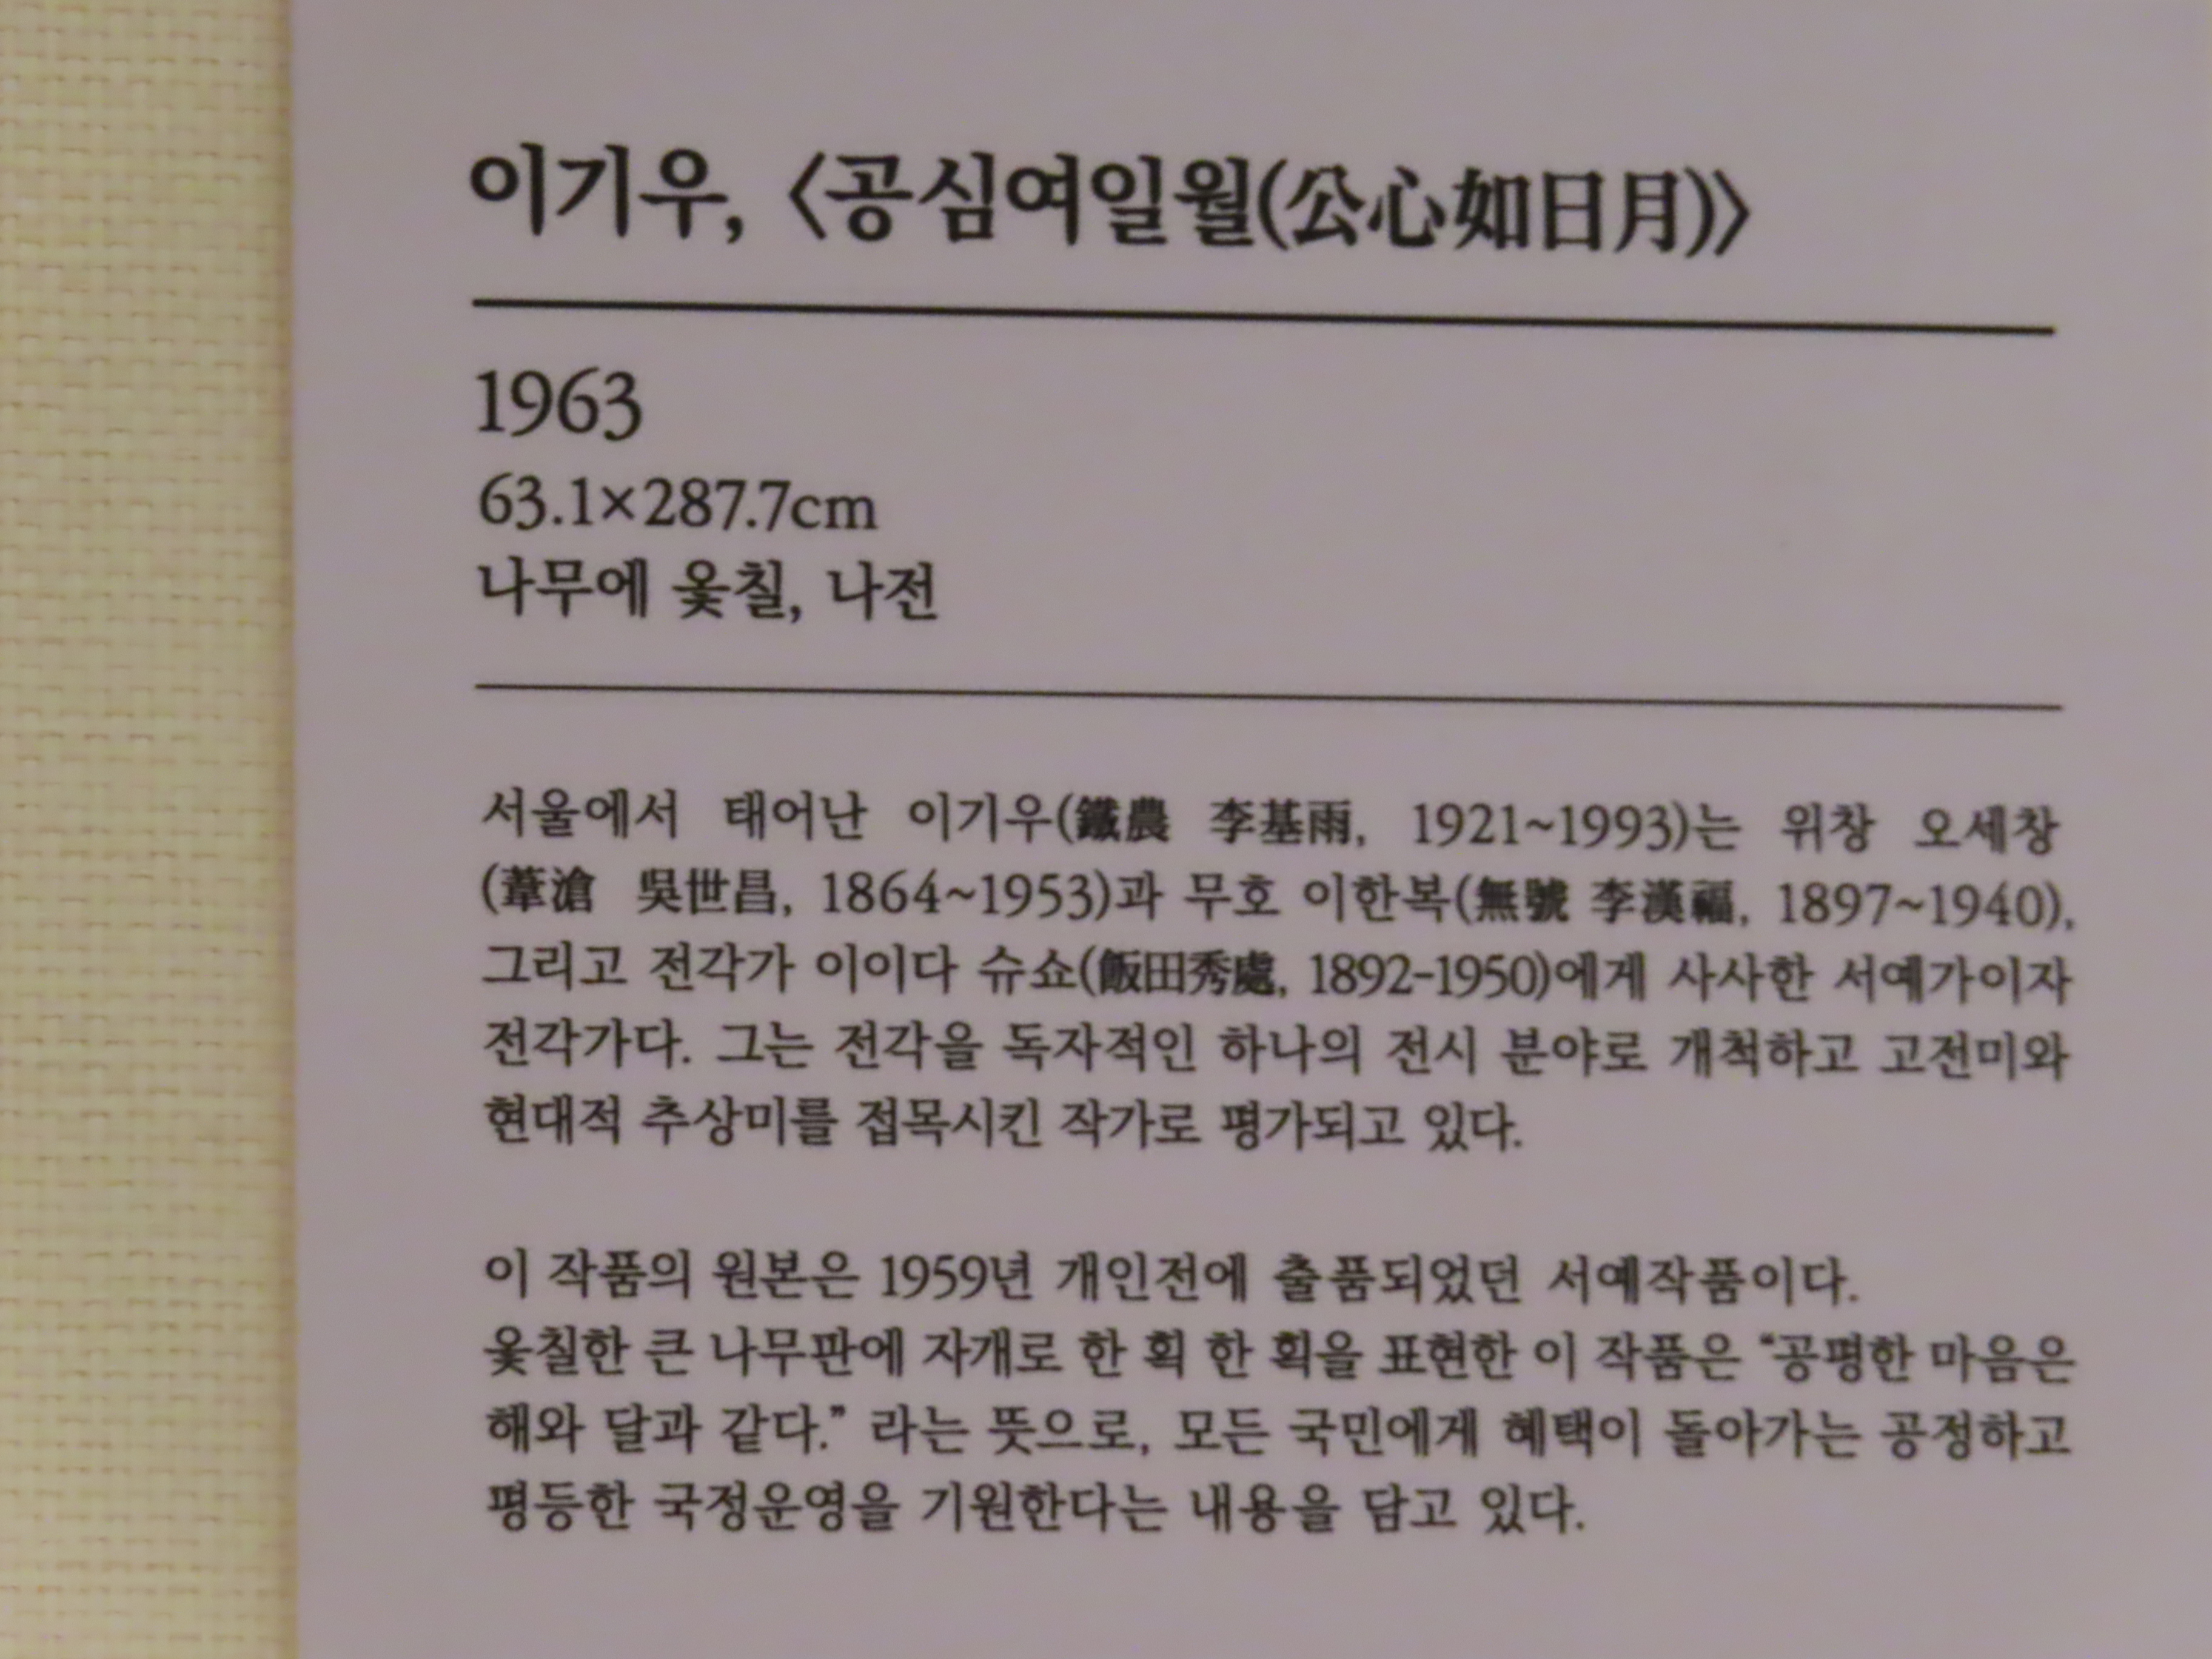 이기우, 〈공심여일월(公心如日月)〉
1963
63.1×287.7cm
나무에 옻칠, 나전
서울에서 태어난 이기우(鐵農 李基雨, 1921~1993)는 위창 오세창
(葦滄 吳世昌, 1864~1953)과 무호 이한복(無號 李漢福, 1897~1940),
그리고 전각가 이이다 슈쇼(飯田秀處, 1892-1950)에게 사사한 서예가이자
전각가다. 그는 전각을 독자적인 하나의 전시 분야로 개척하고 고전미와
현대적 추상미를 접목시킨 작가로 평가되고 있다.
이 작품의 원본은 1959년 개인전에 출품되었던 서예작품이다.
옻칠한 큰 나무판에 자개로 한 획 한 획을 표현한 이 작품은 “공평한 마음은
해와 달과 같다.” 라는 뜻으로, 모든 국민에게 혜택이 돌아가는 공정하고
평등한 국정운영을 기원한다는 내용을 담고 있다.